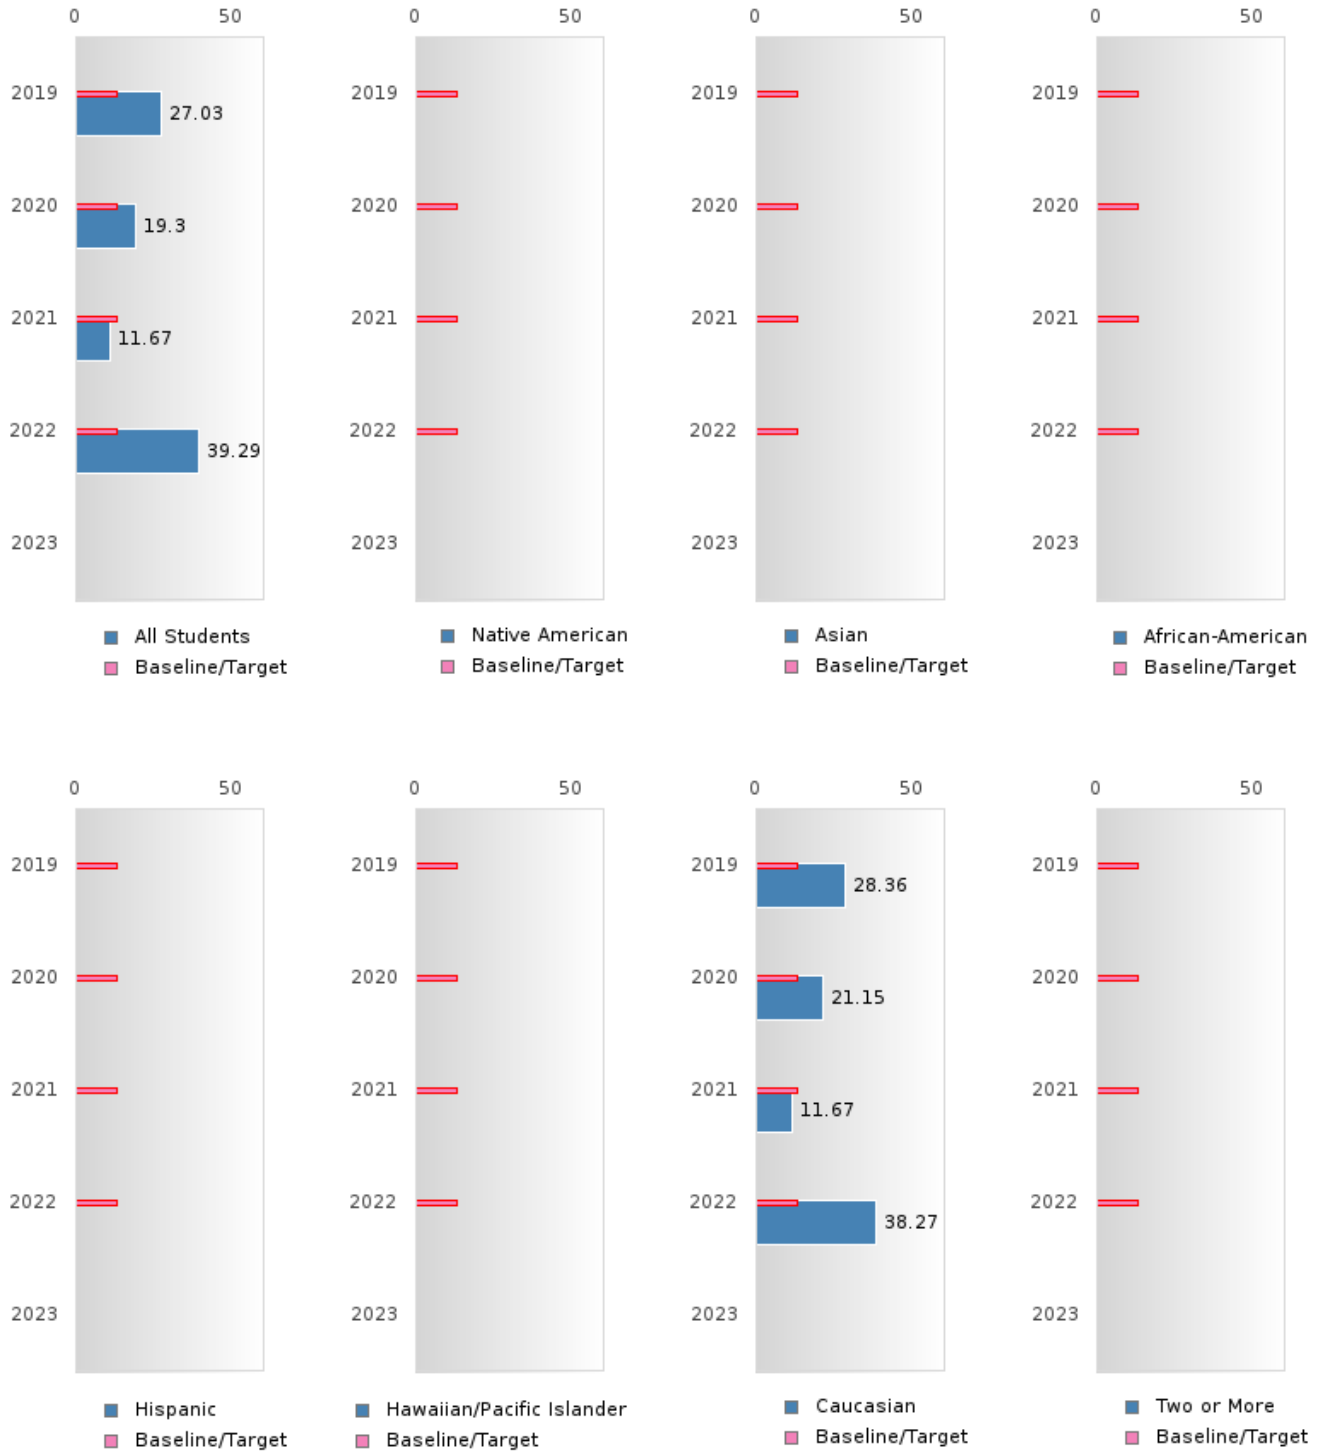 0 50 0 50 0 50 0 50
2019 27.03 2019 2019 2019
2020 19.3 2020 2020 2020
2021 11.67 2021 2021 2021
2022 39.29 2022 2022 2022
2023 2023 2023 2023
All Students Native American Asian African-American
Baseline/Target Baseline/Target Baseline/Target Baseline/Target
0 50 0 50 0 50 0 50
2019 2019 2019 28.36 2019
2020 2020 2020 21.15 2020
2021 2021 2021 11.67 2021
2022 2022 2022 38.27 2022
2023 2023 2023 2023
Hispanic Hawaiian/Pacific Islander Caucasian Two or More
Baseline/Target Baseline/Target Baseline/Target Baseline/Target